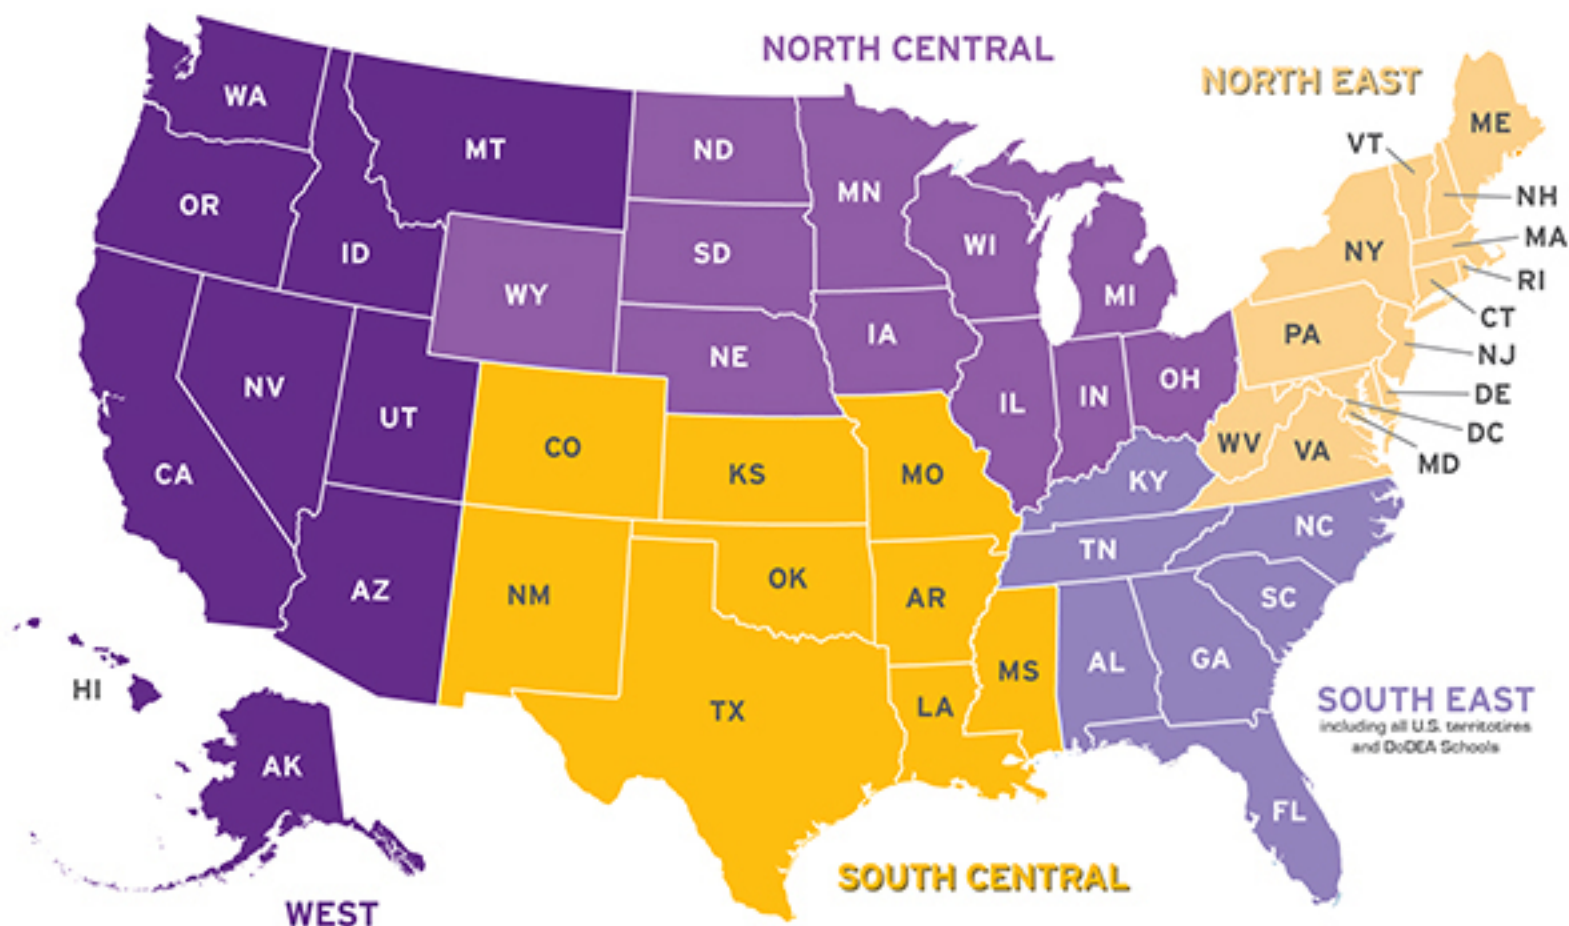 NORTH CENTRAL
NORTH EAST
WA
MT
ND
MN
ME
VT
OR
ID
WY
SD
WI
MI
NY
NH
MA
RI
CT
NJ
DE
DC
MD
NV
UT
NE
IA
IL
IN
OH
PA
WV
VA
CA
CO
KS
MO
KY
AZ
NM
OK
AR
TN
NC
SC
TX
LA
MS
AL
GA
FL
SOUTH EAST
including all U.S. territotires
and DoDEA Schools
HI
AK
SOUTH CENTRAL
WEST